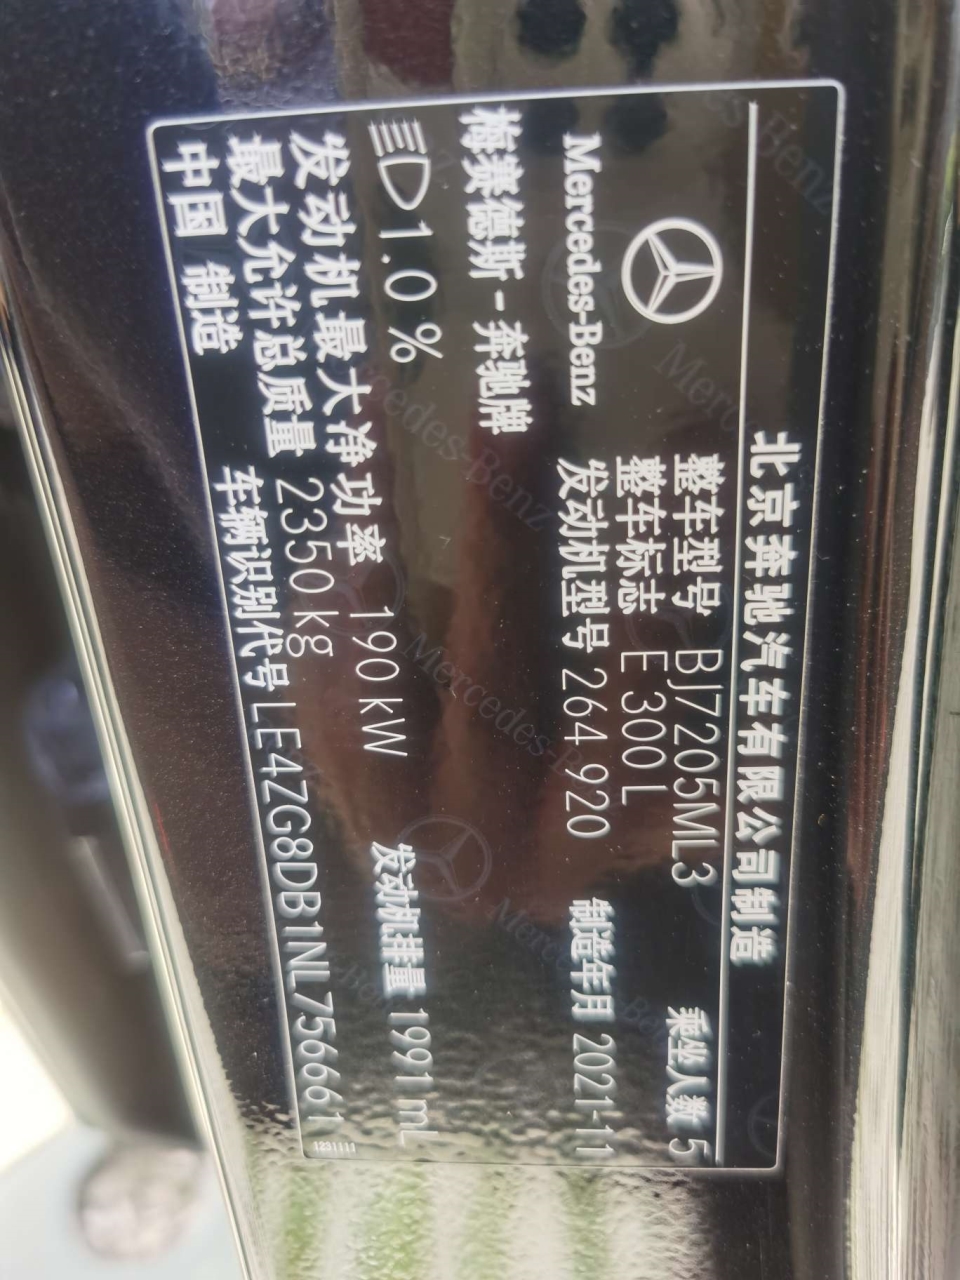 北京奔驰汽车有限公司制造
整车型号 BJ7205ML3 乘坐人数 5
整车标志 E 300 L
Mercedes-Benz 发动机型号 264 920 制造年月 2021-11
梅赛德斯-奔驰牌
1.0 % 发动机排量 1991 mL
发动机最大净功率 190 kW
最大允许总质量 2350 kg
中国 制造 车辆识别代号 LE4ZG8DB1NL756661
1231111